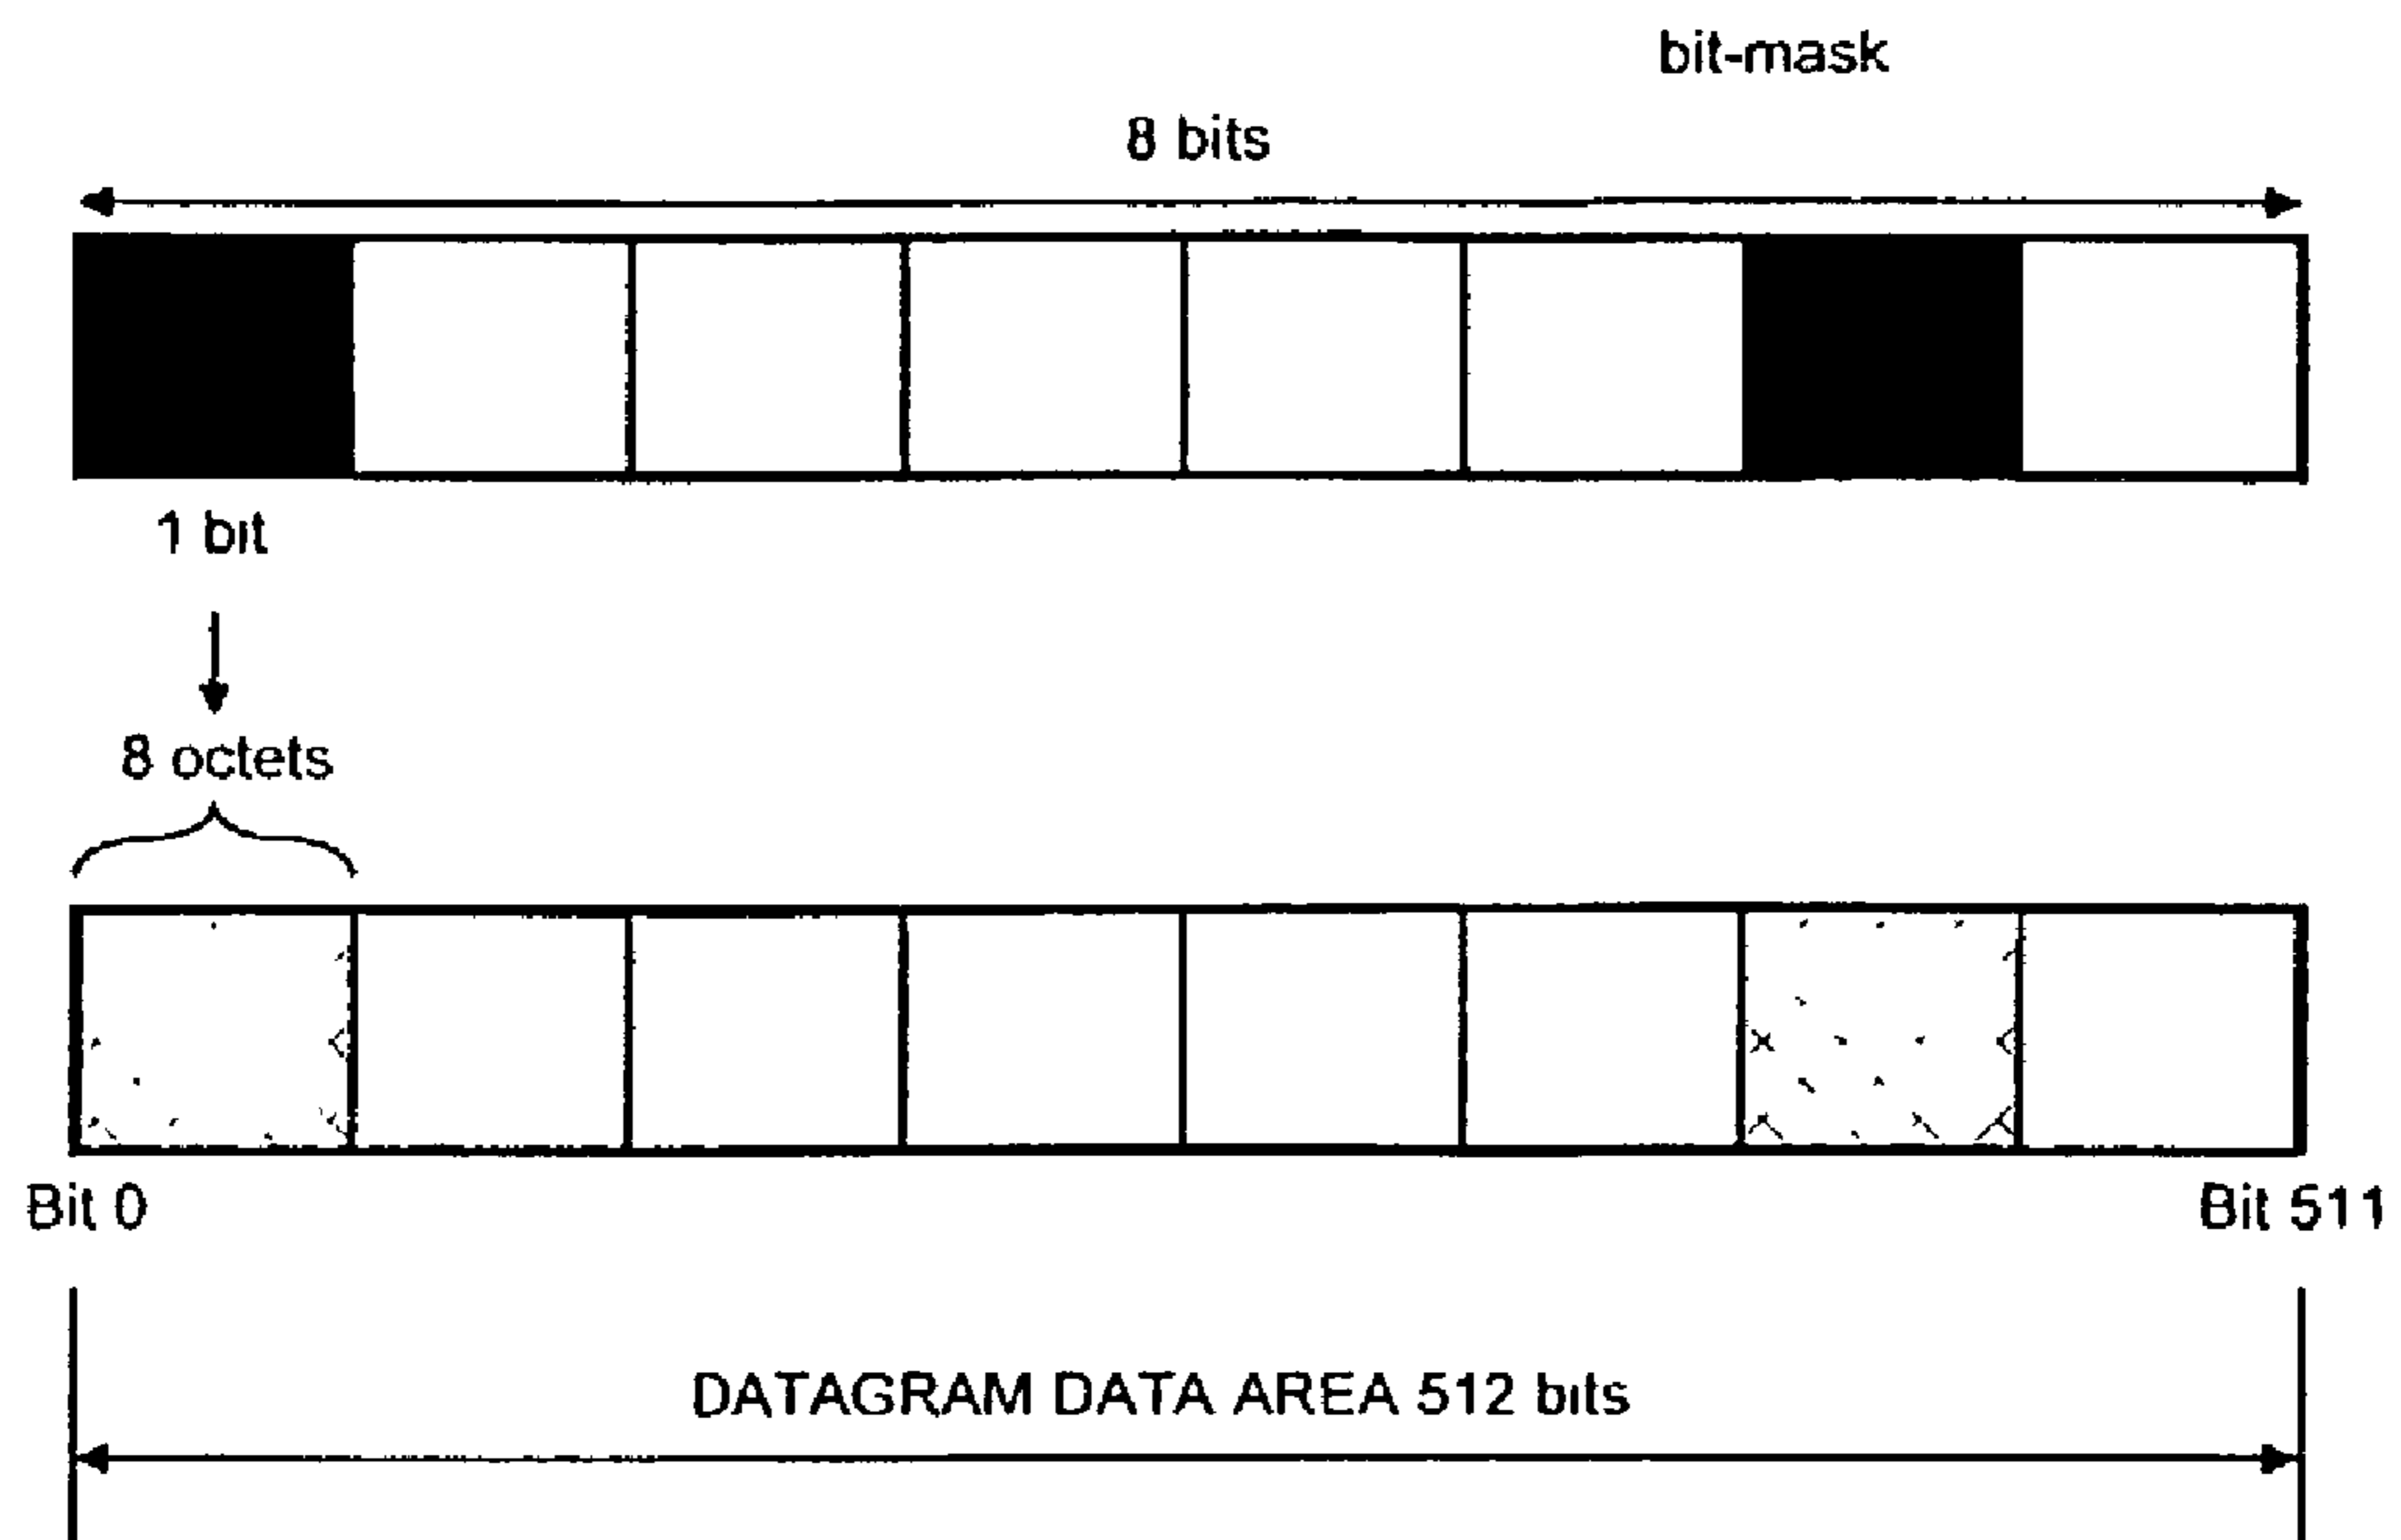 bit-mask
8 bits
1 bit
8 octets
Bit 0
Bit 511
DATAGRAM DATA AREA 512 bits